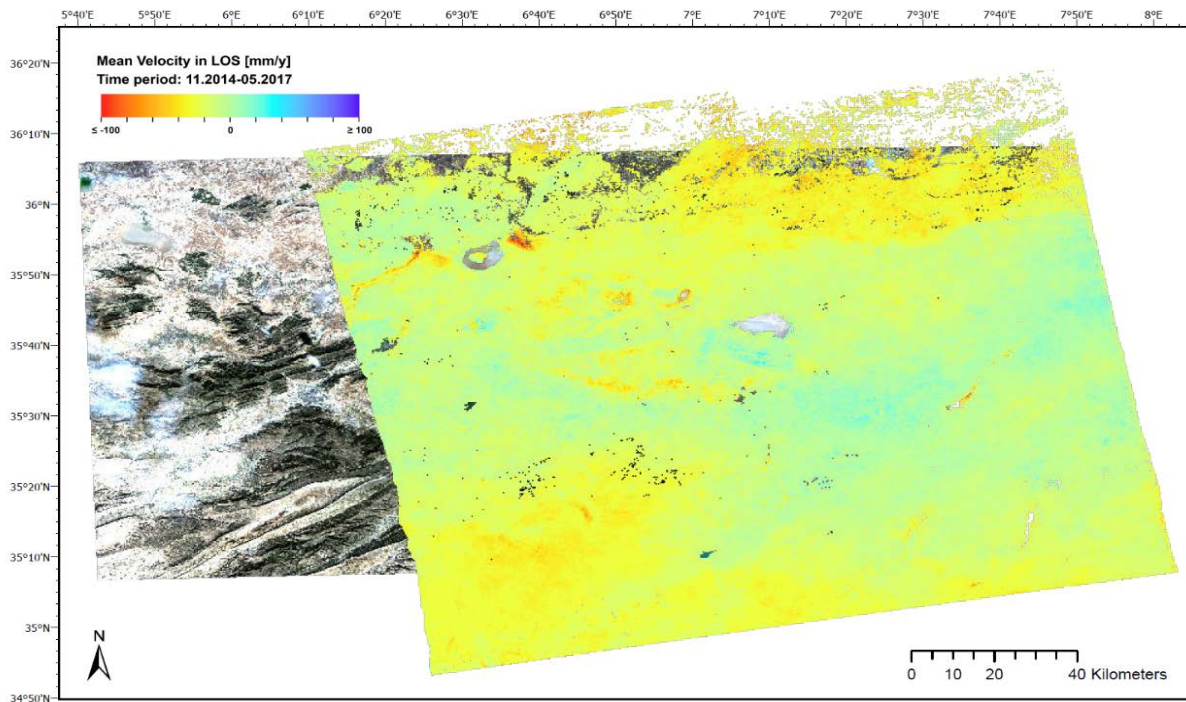 5°40'E 5°50'E 6°E 6°10'E 6°20'E 6°30'E 6°40'E 6°50'E 7°E 7°10'E 7°20'E 7°30'E 7°40'E 7°50'E 8°E
36°20'N
Mean Velocity in LOS [mm/y]
Time period: 11.2014-05.2017
≤ -100 0 ≥ 100
36°10'N
36°N
35°50'N
35°40'N
35°30'N
35°20'N
35°10'N
35°N
34°50'N
N
0 10 20 40 Kilometers